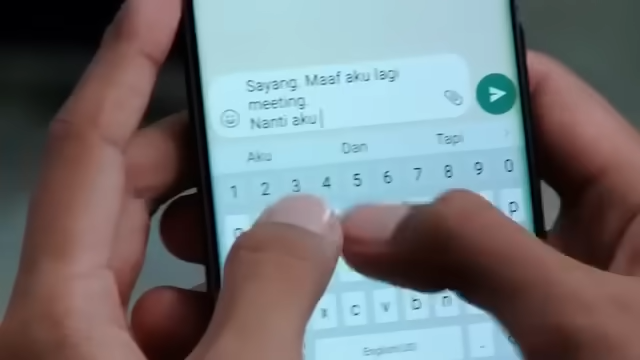 Sayang. Maaf aku lagi
meeting.
Nanti aku
Aku Dan Tapi
1 2 3 4 5 6 7 8 9 0
p
x c v b n